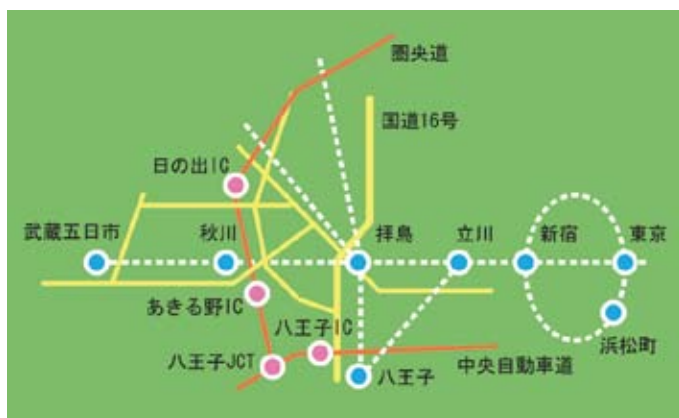 圏央道
国道16号
日の出IC
武蔵五日市
秋川
拝島
立川
新宿
東京
あきる野IC
八王子IC
浜松町
八王子JCT
八王子
中央自動車道